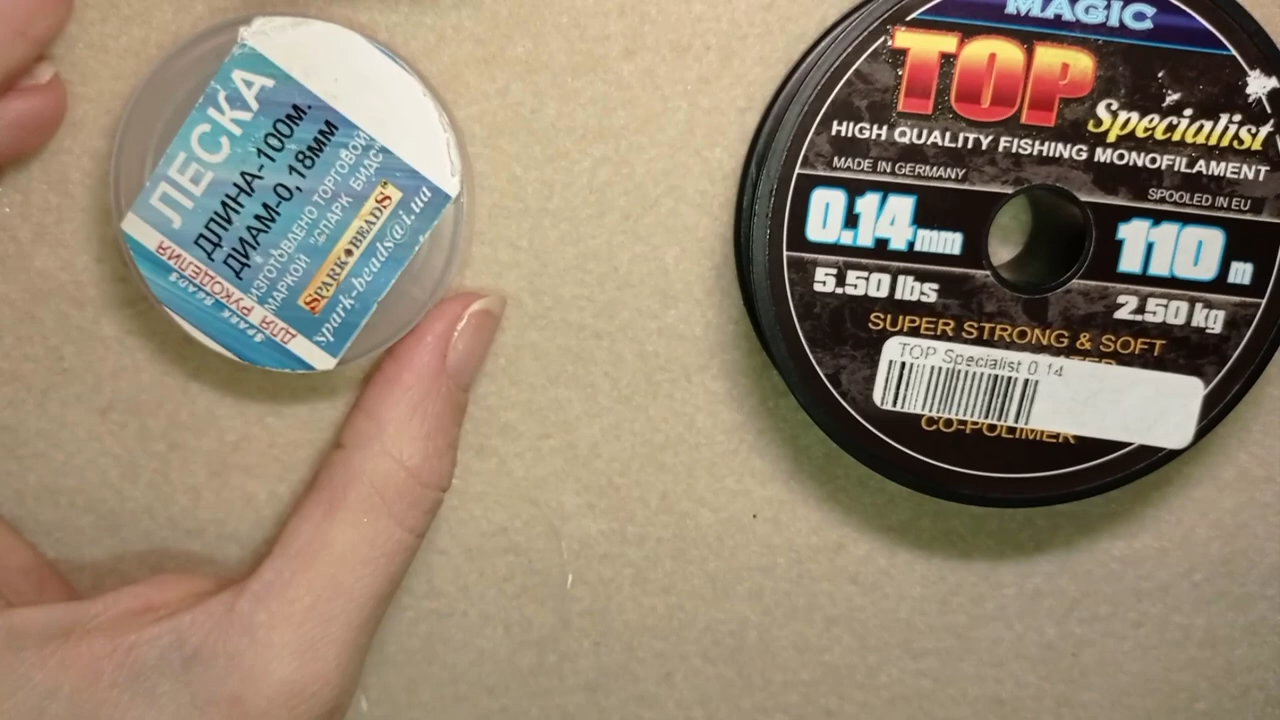 ЛЕСКА
ДЛИНА-100м.
ДИАМ-0,18мм
ИЗГОТОВЛЕНО ТОРГОВОЙ
МАРКОЙ "СПАРК БИДС"
SPARK BEADS
spark-beads@i.ua
ДЛЯ РУКОДЕЛИЯ
SPARK BEADS
MAGIC
TOP
Specialist
HIGH QUALITY FISHING MONOFILAMENT
MADE IN GERMANY
SPOOLED IN EU
0.14mm
110 m
5.50 lbs
2.50 kg
SUPER STRONG & SOFT
TOP Specialist 0.14
CO-POLIMER